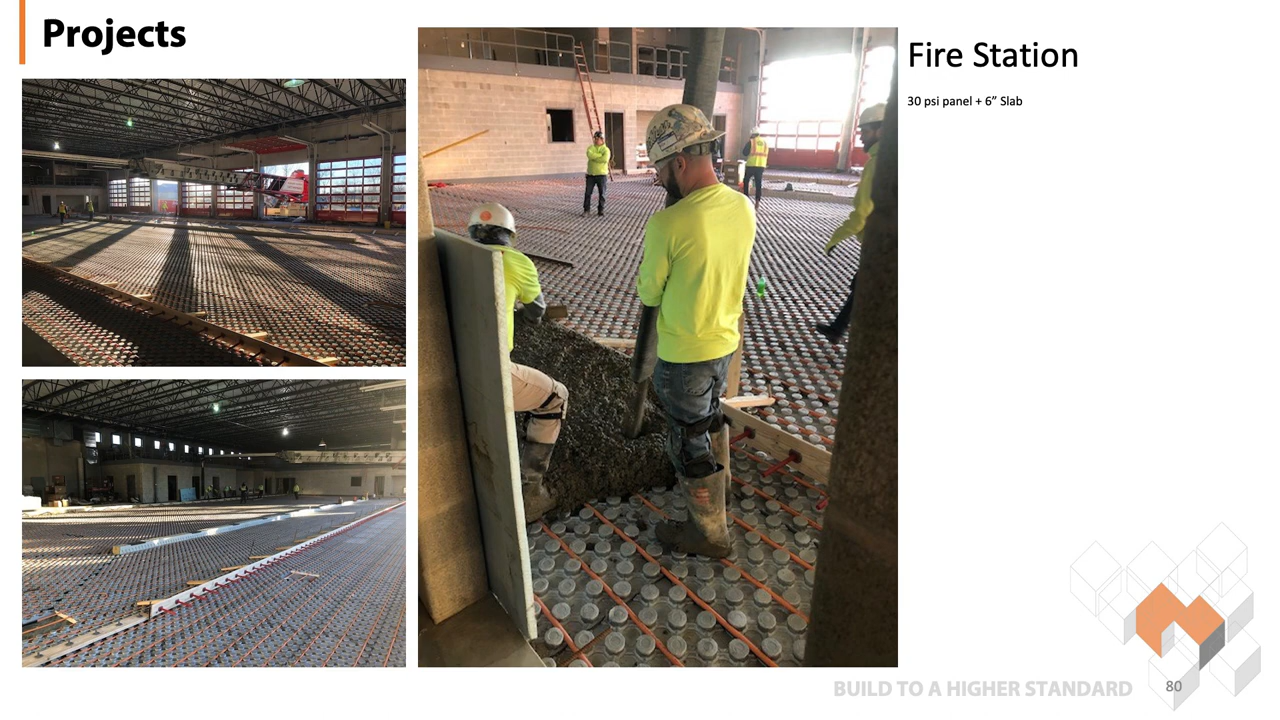 Projects
Fire Station
30 psi panel + 6” Slab
BUILD TO A HIGHER STANDARD
80